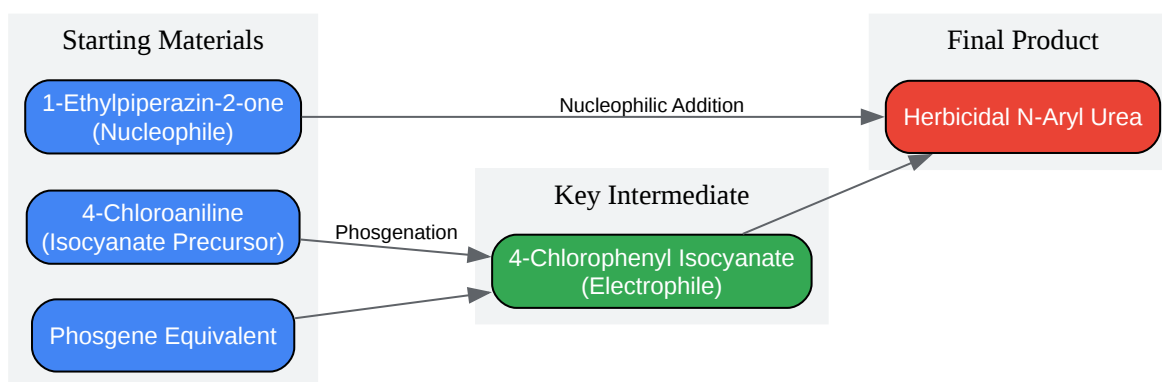 Starting Materials
1-Ethylpiperazin-2-one
(Nucleophile)
4-Chloroaniline
(Isocyanate Precursor)
Phosgene Equivalent
Nucleophilic Addition
Phosgenation
Key Intermediate
4-Chlorophenyl Isocyanate
(Electrophile)
Final Product
Herbicidal N-Aryl Urea